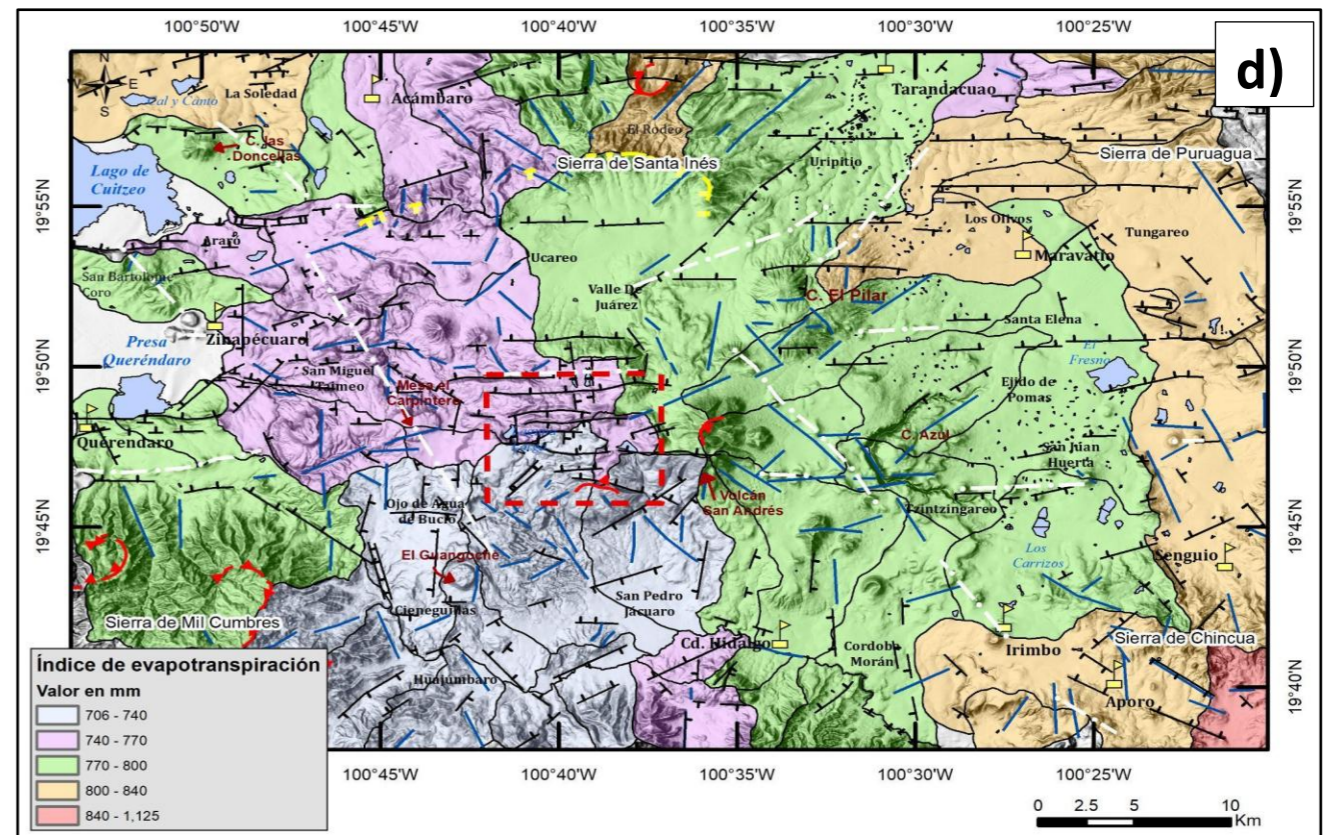 100°50'W
100°45'W
100°40'W
100°35'W
100°30'W
100°25'W
d)
N
E
S
La Soledad
Cal y Canto
Acámbaro
Tarandacuao
El Rodeo
C. las
Doncellas
Sierra de Santa Inés
Uripitio
Sierra de Puruagua
Lago de
Cuitzeo
19°55'N
19°55'N
Los Olivos
Tungareo
Araró
Maravatío
San Bartolomé
Coro
Ucareo
Valle De
Juárez
C. El Pilar
Santa Elena
Zinapécuaro
Presa
Queréndaro
El
Fresno
19°50'N
19°50'N
San Miguel
Taimeo
Mesa el
Carpintero
Ejido de
Pomas
Queréndaro
C. Azul
San Juan
Huerta
Volcán
San Andrés
Ojo de Agua
de Bucio
Tzintzingareo
19°45'N
19°45'N
Los
Carrizos
Senguio
El Guangoche
Cieneguillas
San Pedro
Jácuaro
Sierra de Mil Cumbres
Cd. Hidalgo
Cordoba
Morán
Irimbo
Sierra de Chincua
Huajúmbaro
Aporo
19°40'N
Índice de evapotranspiración
Valor en mm
706 - 740
740 - 770
770 - 800
800 - 840
840 - 1,125
100°45'W
100°40'W
100°35'W
100°30'W
100°25'W
0 2.5 5 10
Km